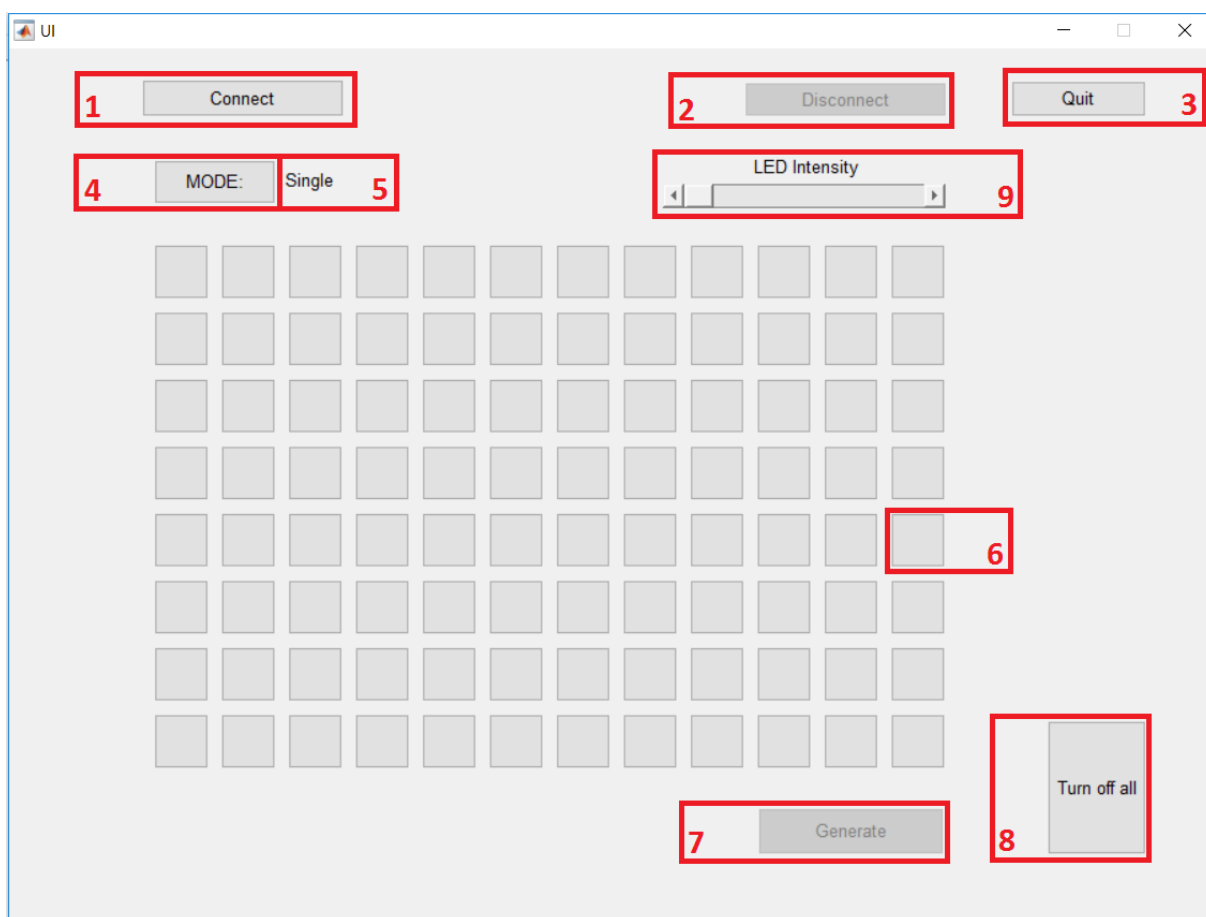 UI
1 Connect
2 Disconnect
Quit 3
4 MODE:
Single 5
LED Intensity
9
6
7 Generate
Turn off all
8